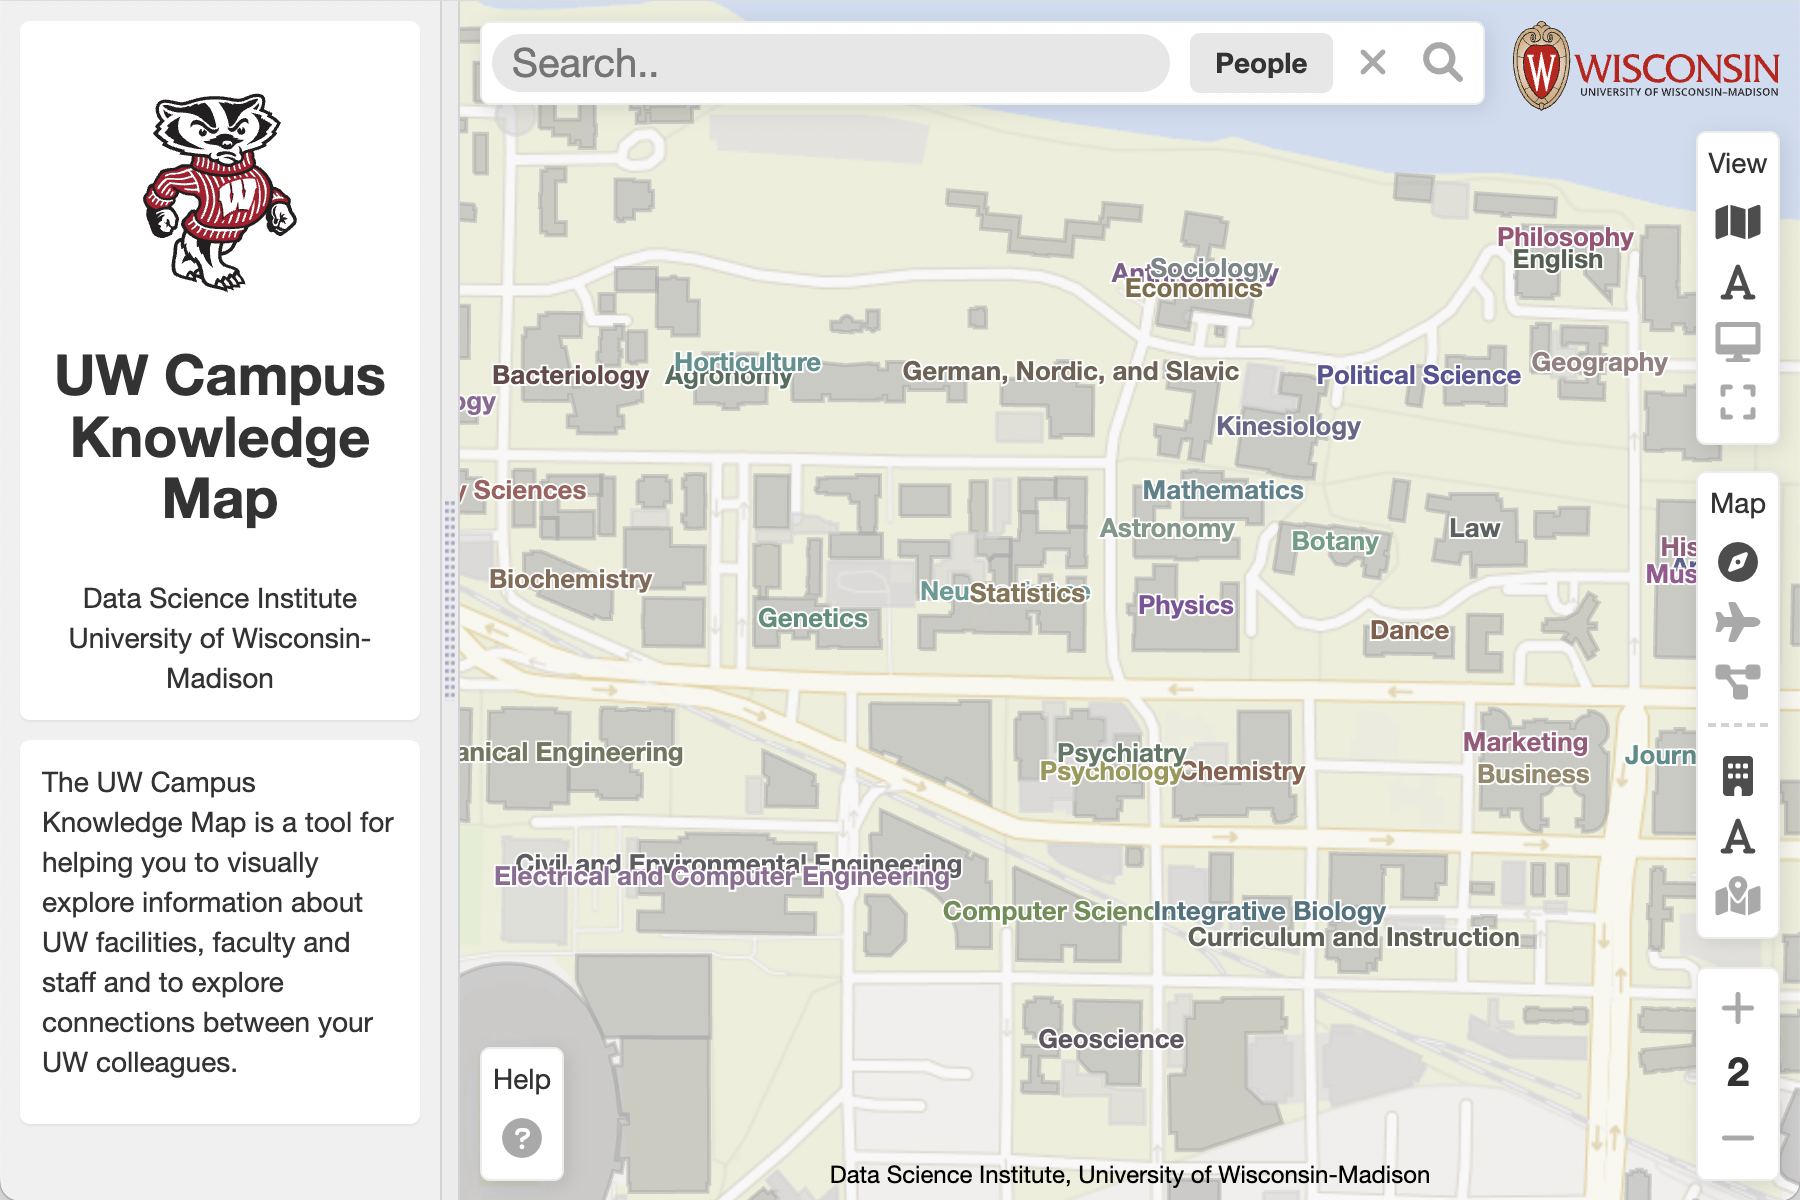 UW Campus
Knowledge
Map
Data Science Institute
University of Wisconsin-
Madison
The UW Campus
Knowledge Map is a tool for
helping you to visually
explore information about
UW facilities, faculty and
staff and to explore
connections between your
UW colleagues.
Search..
People
W WISCONSIN
UNIVERSITY OF WISCONSIN–MADISON
View
Philosophy
English
Sociology
Economics
Horticulture
Agronomy
Bacteriology
German, Nordic, and Slavic
Political Science
Geography
ogy
Kinesiology
y Sciences
Mathematics
Astronomy
Botany
Law
Map
His
Mus
Biochemistry
Genetics
Statistics
Physics
Dance
anical Engineering
Psychiatry
Psychology
Chemistry
Marketing
Business
Journ
Civil and Environmental Engineering
Electrical and Computer Engineering
Computer Scienc
Integrative Biology
Curriculum and Instruction
Geoscience
Help
?
2
Data Science Institute, University of Wisconsin-Madison